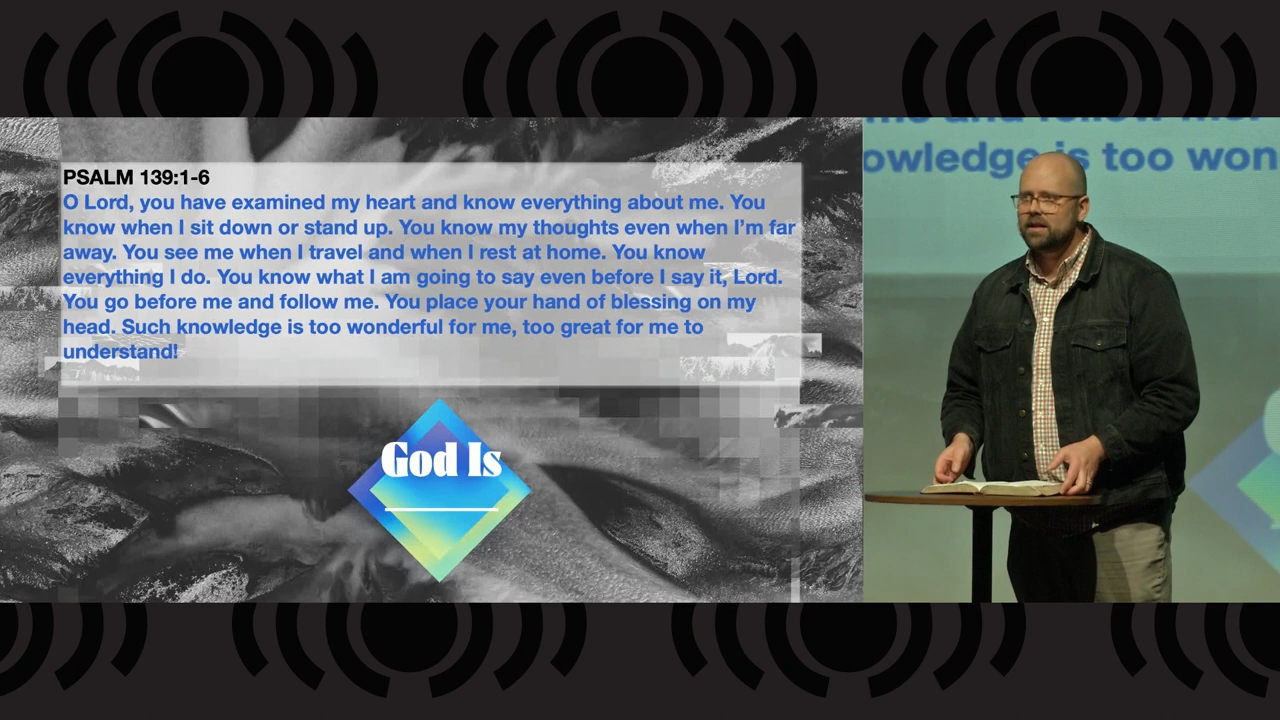 PSALM 139:1-6
O Lord, you have examined my heart and know everything about me. You
know when I sit down or stand up. You know my thoughts even when I’m far
away. You see me when I travel and when I rest at home. You know
everything I do. You know what I am going to say even before I say it, Lord.
You go before me and follow me. You place your hand of blessing on my
head. Such knowledge is too wonderful for me, too great for me to
understand!
God Is
me and follow me.
owledge is too won